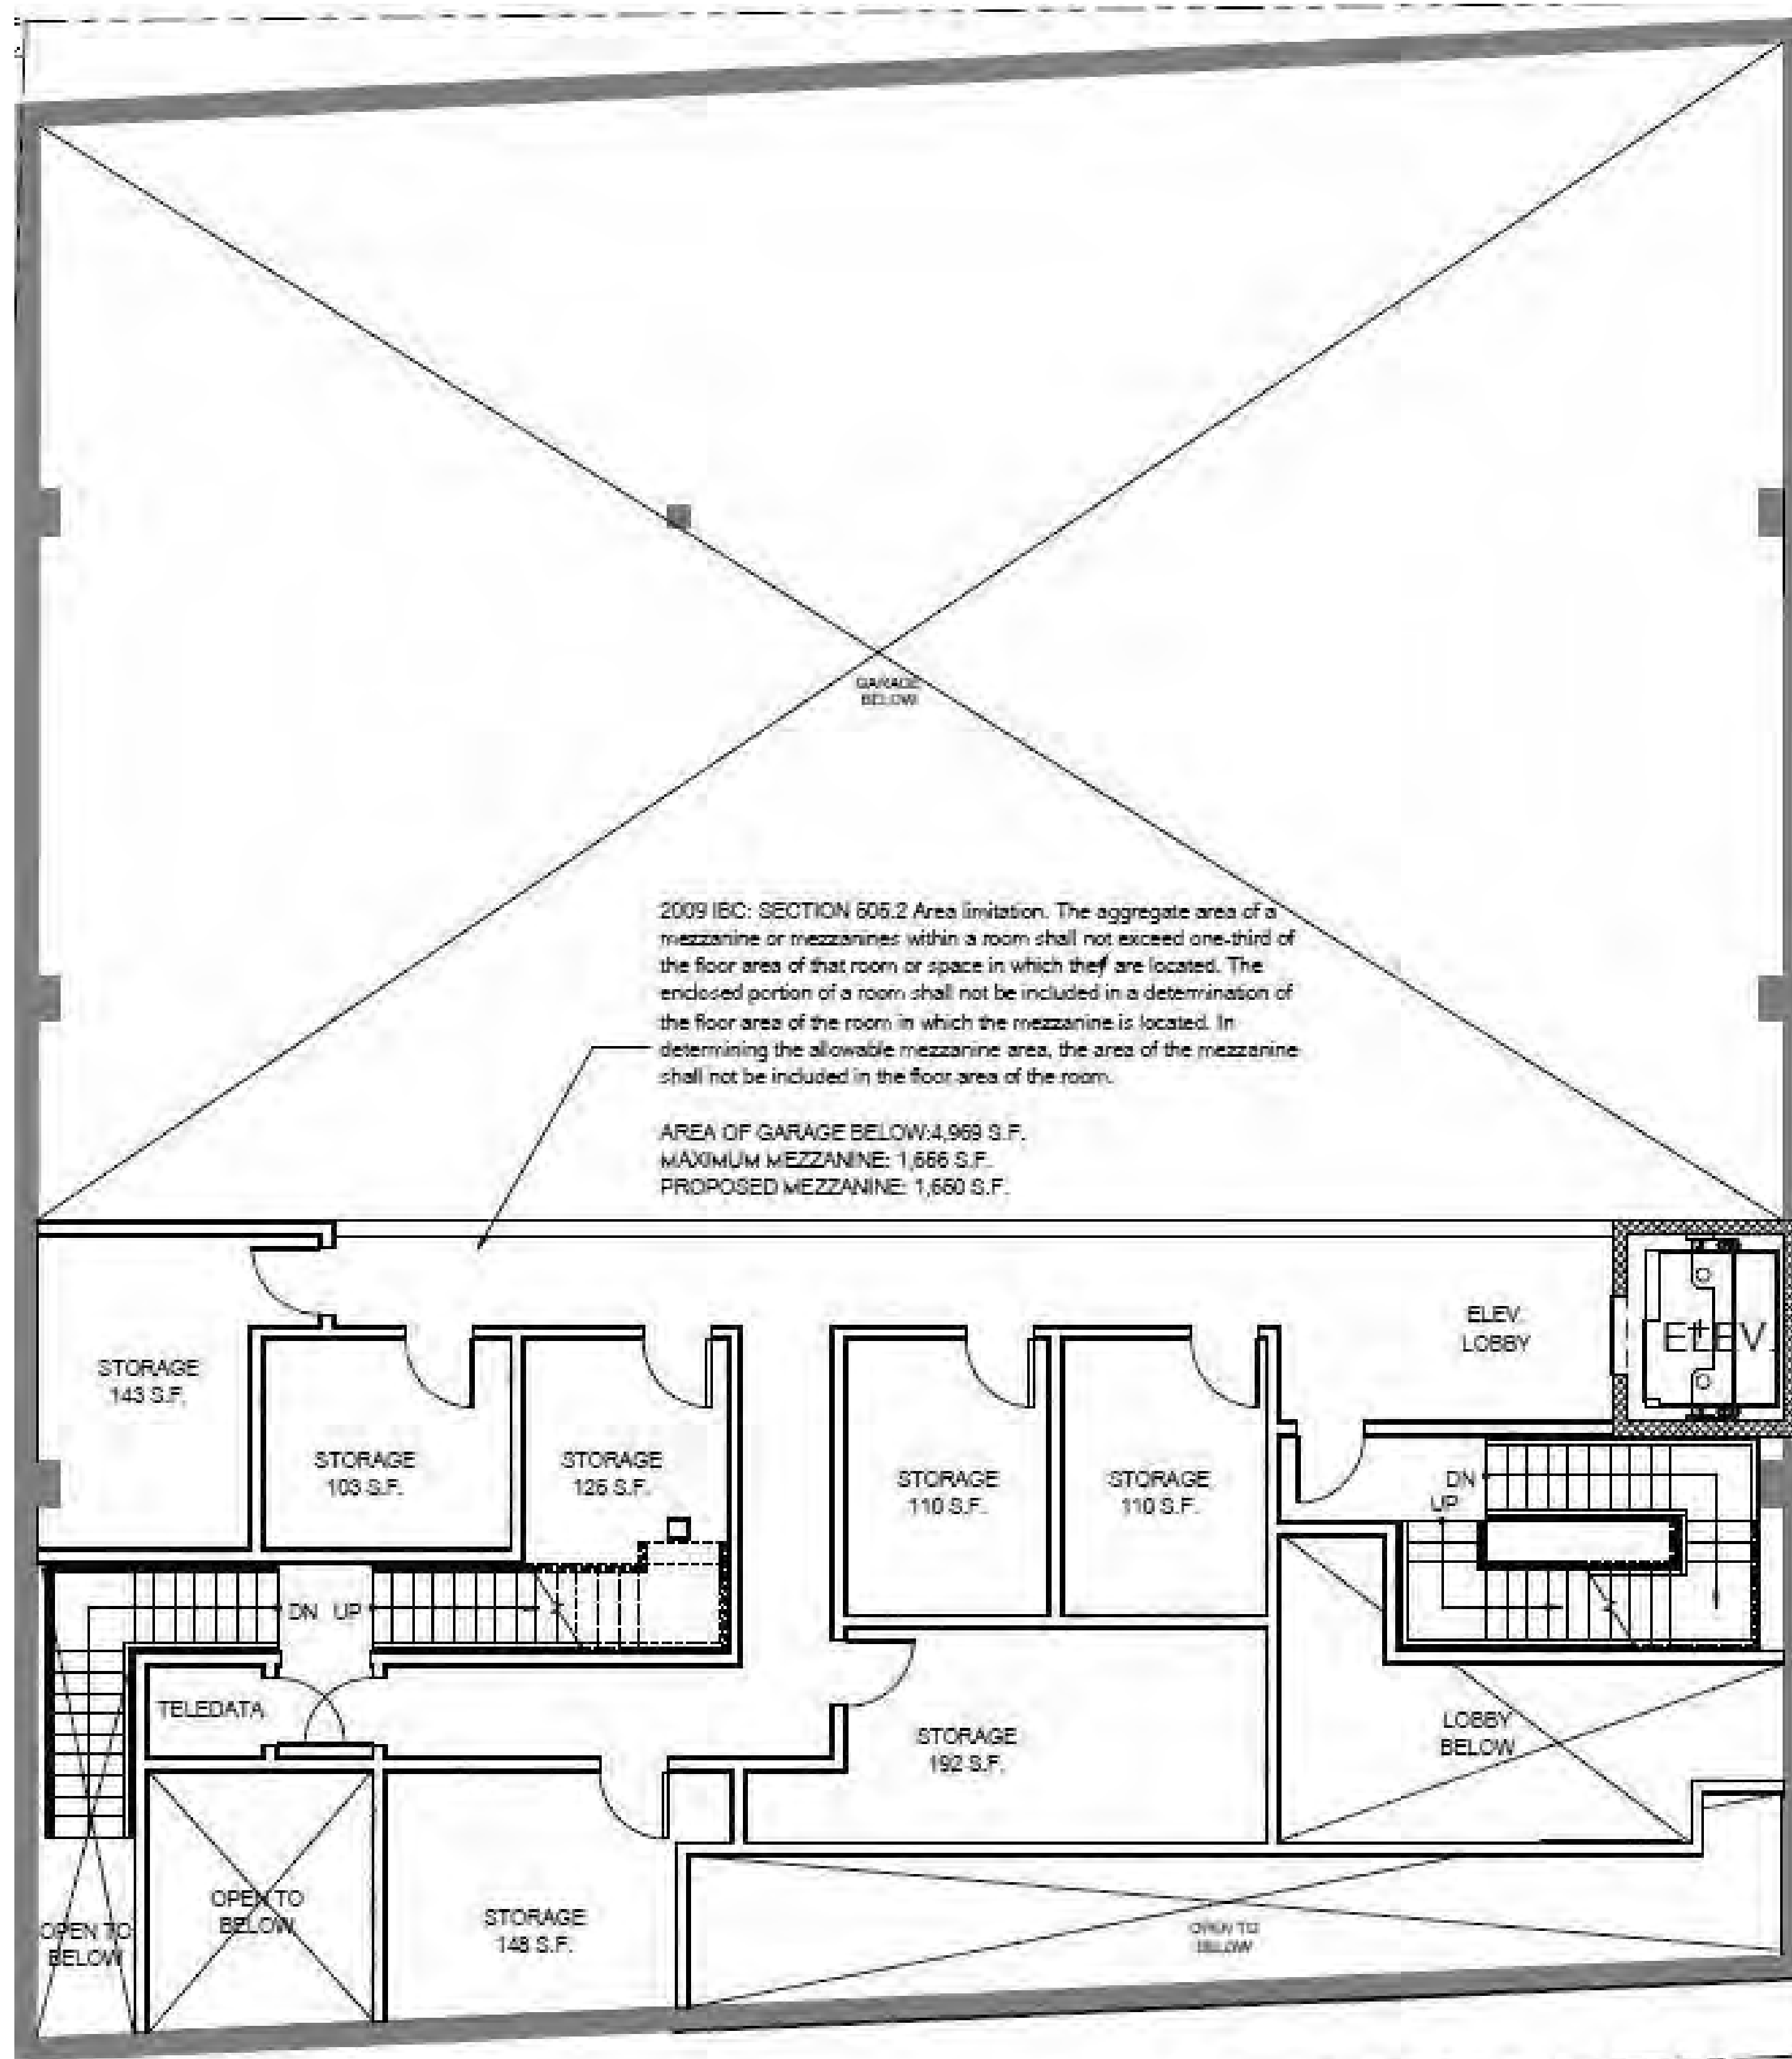 GARAGE
BELOW
2009 IBC: SECTION 505.2 Area limitation. The aggregate area of a
mezzanine or mezzanines within a room shall not exceed one-third of
the floor area of that room or space in which they are located. The
enclosed portion of a room shall not be included in a determination of
the floor area of the room in which the mezzanine is located. In
determining the allowable mezzanine area, the area of the mezzanine
shall not be included in the floor area of the room.
AREA OF GARAGE BELOW:4,969 S.F.
MAXIMUM MEZZANINE: 1,656 S.F.
PROPOSED MEZZANINE: 1,650 S.F.
ELEV.
LOBBY
ELEV.
STORAGE
143 S.F.
STORAGE
103 S.F.
STORAGE
125 S.F.
STORAGE
110 S.F.
STORAGE
110 S.F.
DN
UP
DN UP
TELEDATA
STORAGE
192 S.F.
LOBBY
BELOW
OPEN TO
BELOW
OPEN TO
BELOW
STORAGE
148 S.F.
OPEN TO
BELOW